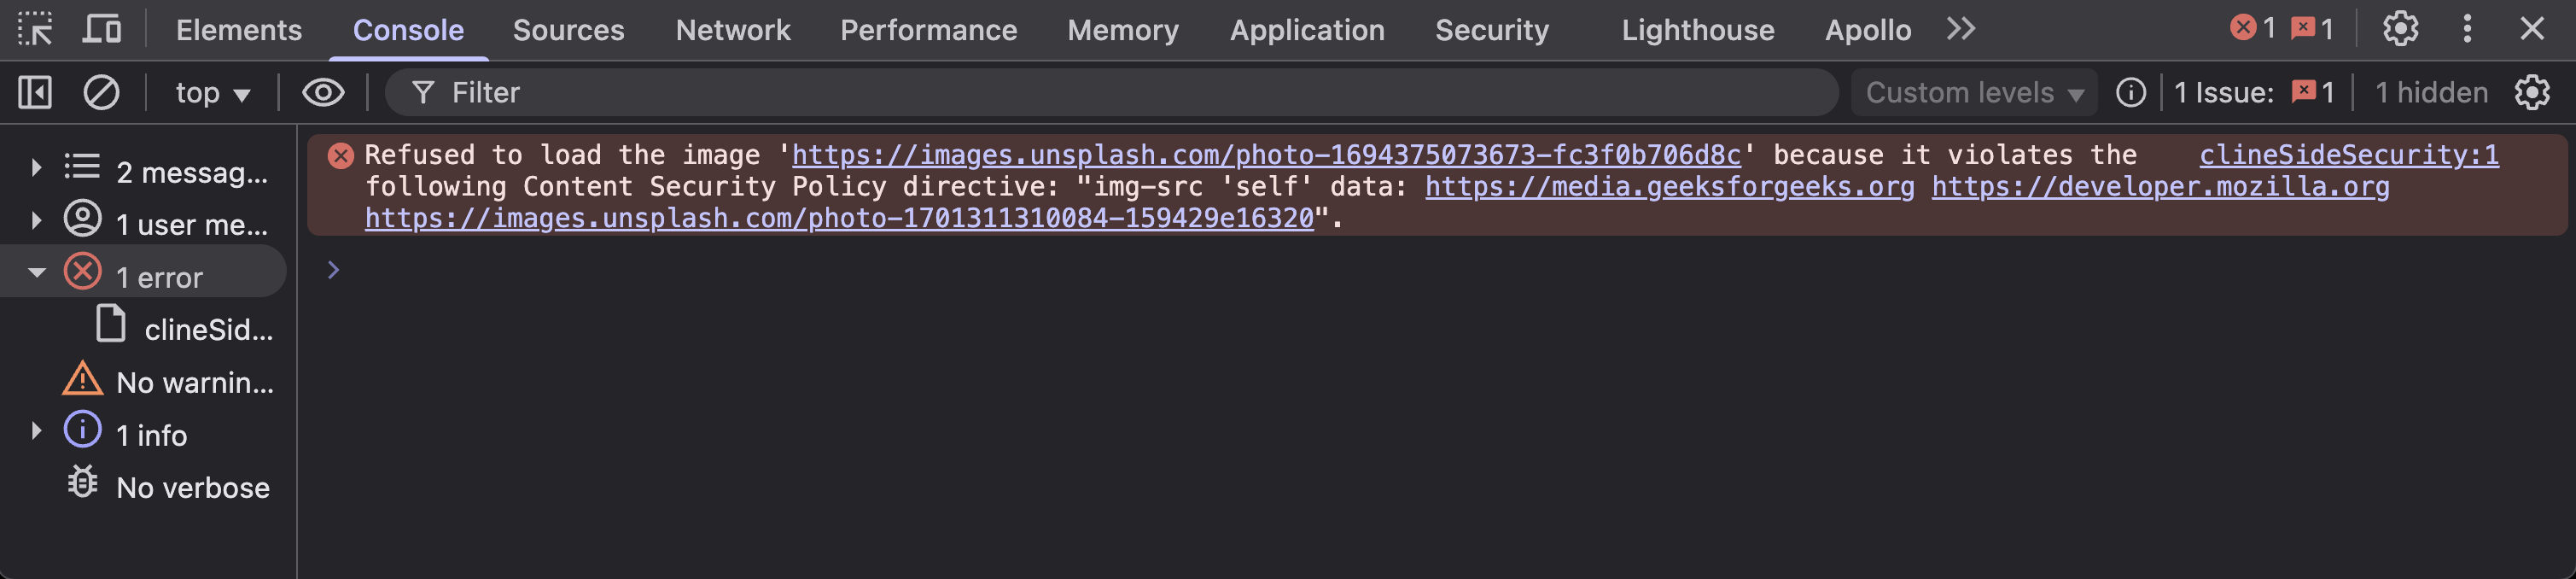 Elements Console Sources Network Performance Memory Application Security Lighthouse Apollo 1 1
top Filter Custom levels 1 Issue: 1 1 hidden
2 messag...
1 user me...
1 error
clineSid...
No warnin...
1 info
No verbose
Refused to load the image 'https://images.unsplash.com/photo-1694375073673-fc3f0b706d8c' because it violates the clineSideSecurity:1
following Content Security Policy directive: "img-src 'self' data: https://media.geeksforgeeks.org https://developer.mozilla.org
https://images.unsplash.com/photo-1701311310084-159429e16320".